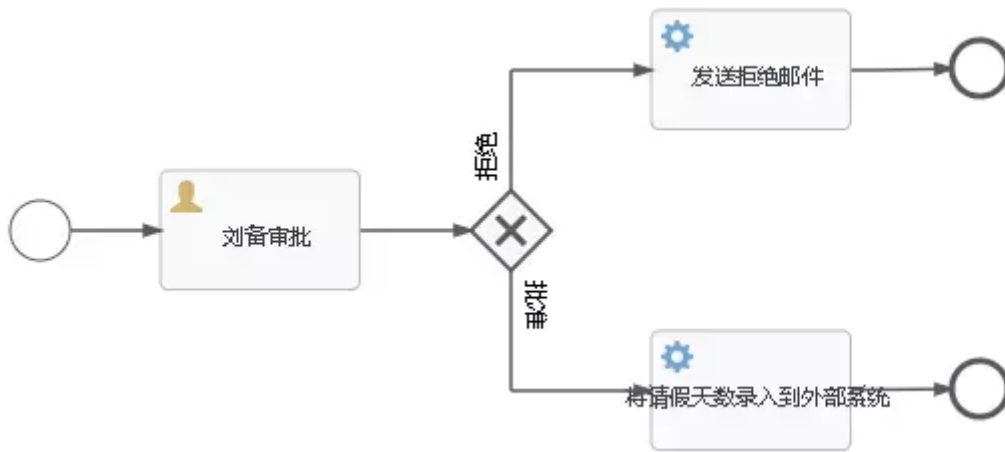 发送拒绝邮件
拒绝
刘备审批
批准
将请假天数录入到外部系统